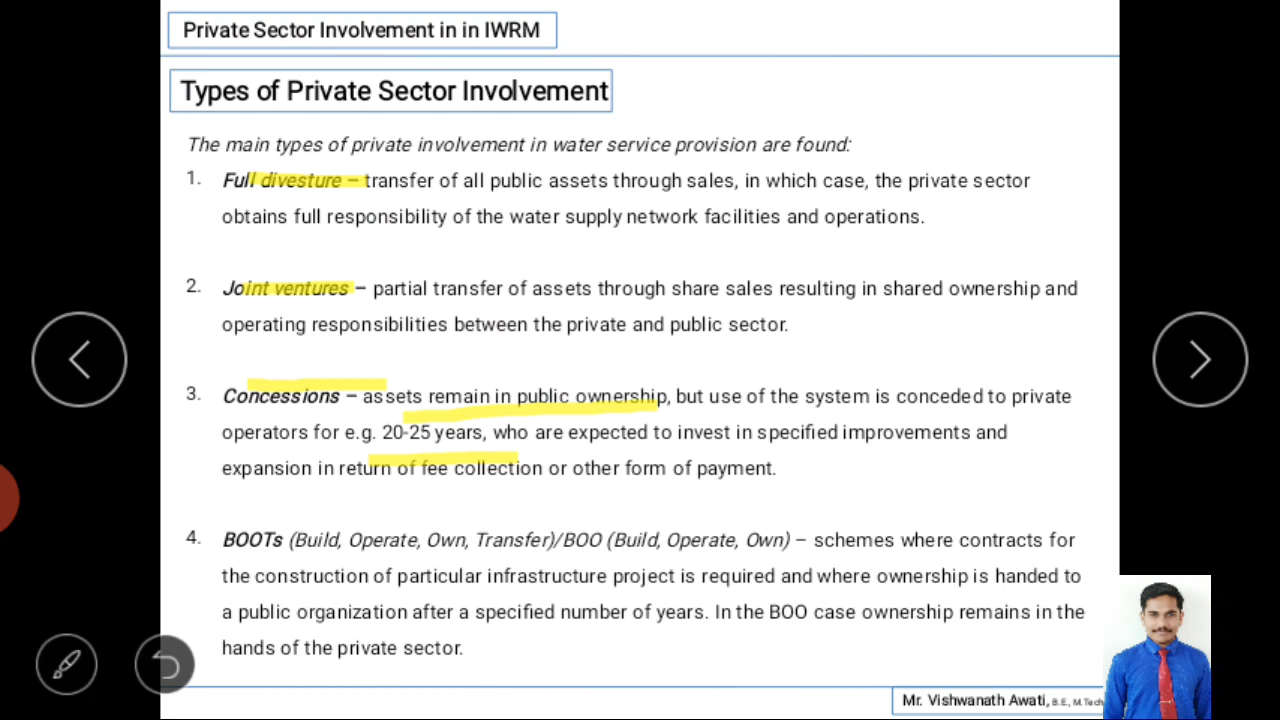 Private Sector Involvement in in IWRM
Types of Private Sector Involvement
The main types of private involvement in water service provision are found:
1. Full divesture – transfer of all public assets through sales, in which case, the private sector
obtains full responsibility of the water supply network facilities and operations.
2. Joint ventures – partial transfer of assets through share sales resulting in shared ownership and
operating responsibilities between the private and public sector.
3. Concessions – assets remain in public ownership, but use of the system is conceded to private
operators for e.g. 20-25 years, who are expected to invest in specified improvements and
expansion in return of fee collection or other form of payment.
4. BOOTs (Build, Operate, Own, Transfer)/BOO (Build, Operate, Own) – schemes where contracts for
the construction of particular infrastructure project is required and where ownership is handed to
a public organization after a specified number of years. In the BOO case ownership remains in the
hands of the private sector.
Mr. Vishwanath Awati, B.E., M.Tech